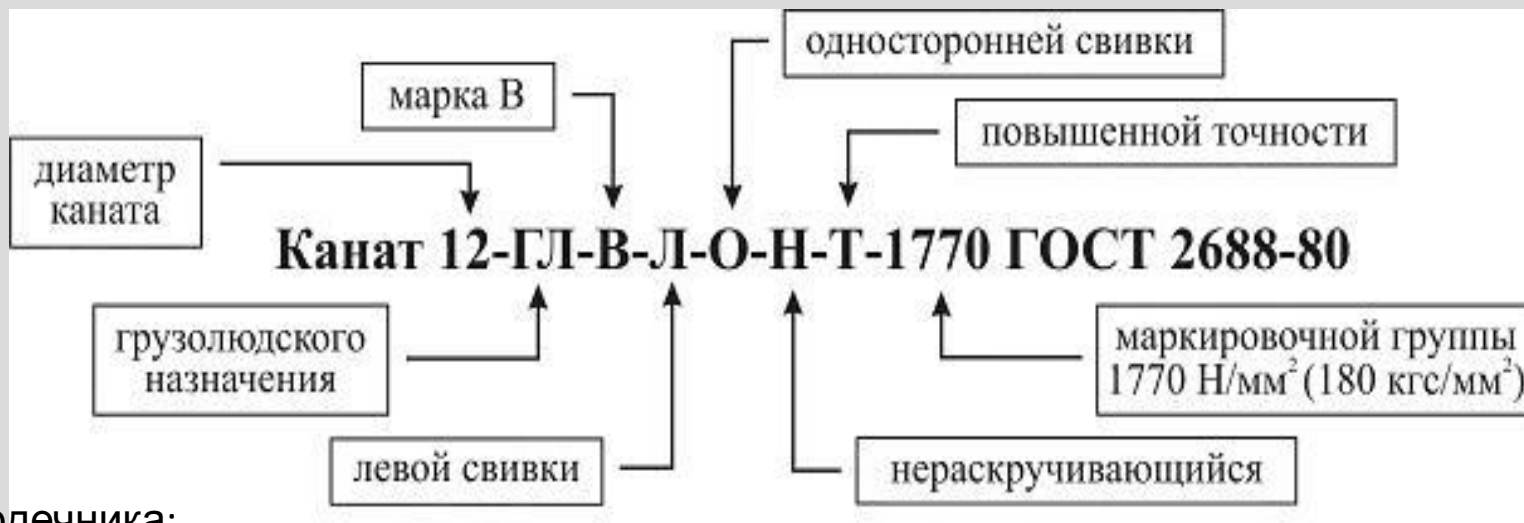 односторонней свивки
марка В
повышенной точности
диаметр
каната
Канат 12-ГЛ-В-Л-О-Н-Т-1770 ГОСТ 2688-80
грузолюдского
назначения
маркировочной группы
1770 Н/мм² (180 кгс/мм²)
левой свивки
нераскручивающийся